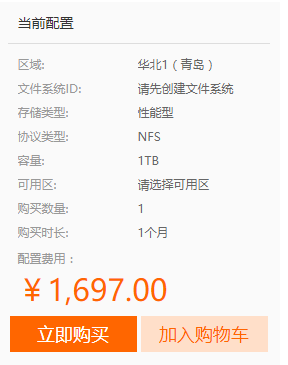 当前配置
区域: 华北1（青岛）
文件系统ID: 请先创建文件系统
存储类型: 性能型
协议类型: NFS
容量: 1TB
可用区: 请选择可用区
购买数量: 1
购买时长: 1个月
配置费用：
¥1,697.00
立即购买 加入购物车